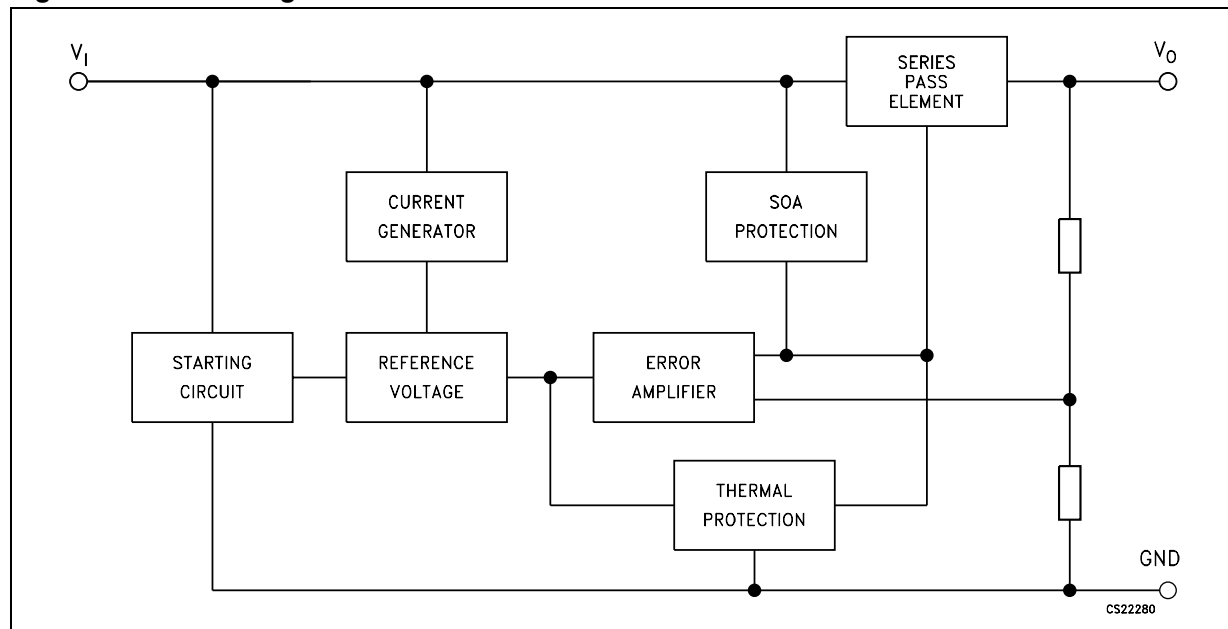 V_I
V_O
SERIES
PASS
ELEMENT
CURRENT
GENERATOR
SOA
PROTECTION
STARTING
CIRCUIT
REFERENCE
VOLTAGE
ERROR
AMPLIFIER
THERMAL
PROTECTION
GND
CS22280